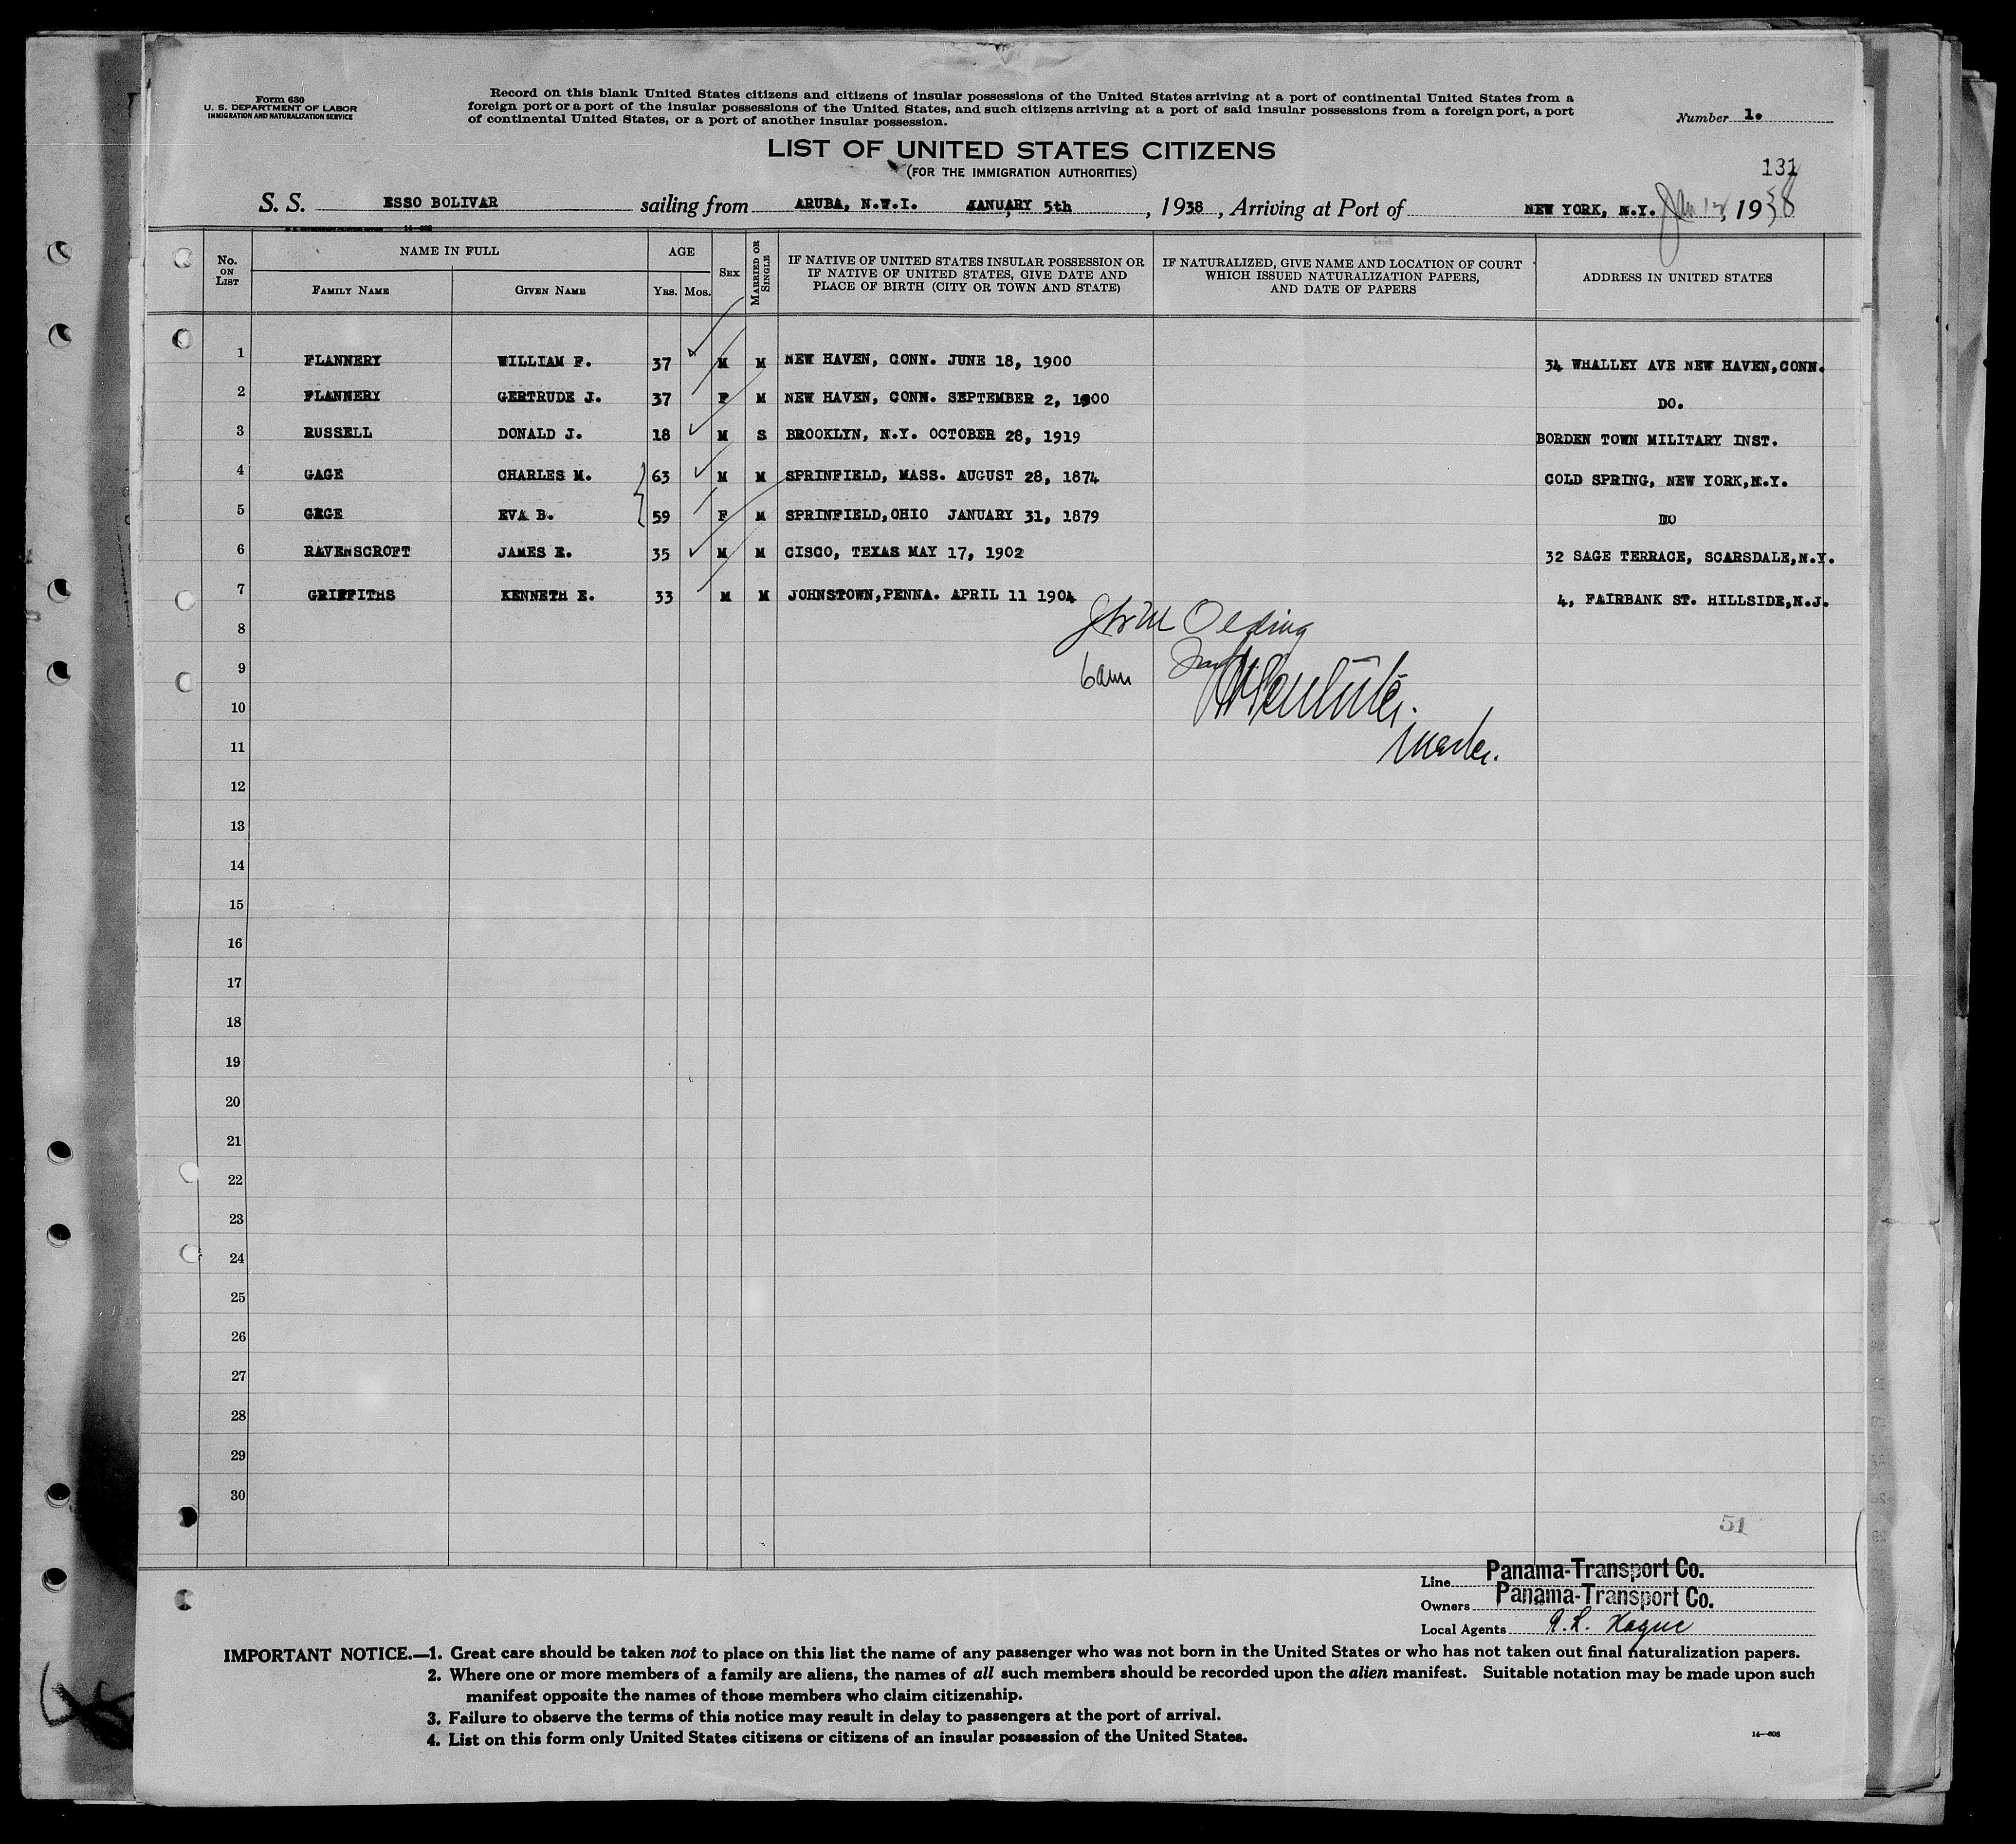 Form 630
U. S. DEPARTMENT OF LABOR
IMMIGRATION AND NATURALIZATION SERVICE
Record on this blank United States citizens and citizens of insular possessions of the United States arriving at a port of continental United States from a
foreign port or a port of the insular possessions of the United States, and such citizens arriving at a port of said insular possessions from a foreign port, a port
of continental United States, or a port of another insular possession.
Number 1.
LIST OF UNITED STATES CITIZENS
(FOR THE IMMIGRATION AUTHORITIES)
131
S. S. ESSO BOLIVAR sailing from ARUBA, N.W.I. JANUARY 5th, 1938, Arriving at Port of NEW YORK, N.Y. Jan 12, 1938
No. ON LIST NAME IN FULL AGE SEX MARRIED OR SINGLE IF NATIVE OF UNITED STATES INSULAR POSSESSION OR IF NATIVE OF UNITED STATES, GIVE DATE AND PLACE OF BIRTH (CITY OR TOWN AND STATE) IF NATURALIZED, GIVE NAME AND LOCATION OF COURT WHICH ISSUED NATURALIZATION PAPERS, AND DATE OF PAPERS ADDRESS IN UNITED STATES
FAMILY NAME GIVEN NAME YRS. MOS.
1 FLANNERY WILLIAM F. 37 M M NEW HAVEN, CONN. JUNE 18, 1900 34 WHALLEY AVE NEW HAVEN,CONN.
2 FLANNERY GERTRUDE J. 37 F M NEW HAVEN, CONN. SEPTEMBER 2, 1900 DO.
3 RUSSELL DONALD J. 18 M S BROOKLYN, N.Y. OCTOBER 28, 1919 BORDEN TOWN MILITARY INST.
4 GAGE CHARLES M. 63 M M SPRINFIELD, MASS. AUGUST 28, 1874 COLD SPRING, NEW YORK,N.Y.
5 GEGE EVA B. 59 F M SPRINFIELD,OHIO JANUARY 31, 1879 DO
6 RAVENSCROFT JAMES E. 35 M M CISCO, TEXAS MAY 17, 1902 32 SAGE TERRACE, SCARSDALE,N.Y.
7 GRIFFITHS KENNETH E. 33 M M JOHNSTOWN,PENNA. APRIL 11 1904 4, FAIRBANK ST. HILLSIDE,N.J.
8
9
10
11 Master.
12
13
14
15
16
17
18
19
20
21
22
23
24
25
26
27
28
29
30
51
Line Panama-Transport Co.
Owners Panama-Transport Co.
Local Agents
IMPORTANT NOTICE.—1. Great care should be taken not to place on this list the name of any passenger who was not born in the United States or who has not taken out final naturalization papers.
2. Where one or more members of a family are aliens, the names of all such members should be recorded upon the alien manifest. Suitable notation may be made upon such
manifest opposite the names of those members who claim citizenship.
3. Failure to observe the terms of this notice may result in delay to passengers at the port of arrival.
4. List on this form only United States citizens or citizens of an insular possession of the United States.
14—608